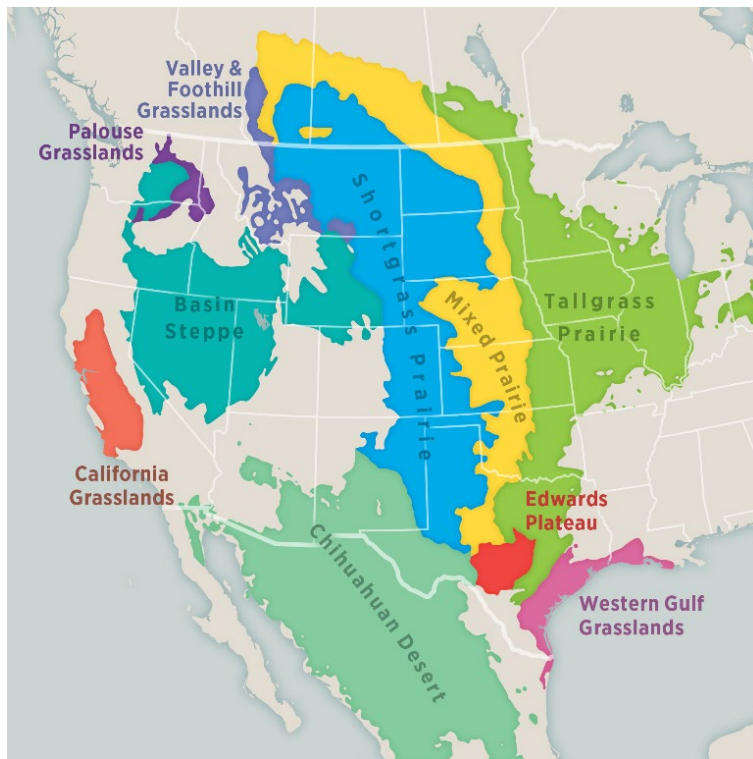 Valley &
Foothill
Grasslands
Palouse
Grasslands
Shortgrass Prairie
Basin
Steppe
Mixed Prairie
Tallgrass
Prairie
California
Grasslands
Edwards
Plateau
Chihuahuan Desert
Western Gulf
Grasslands